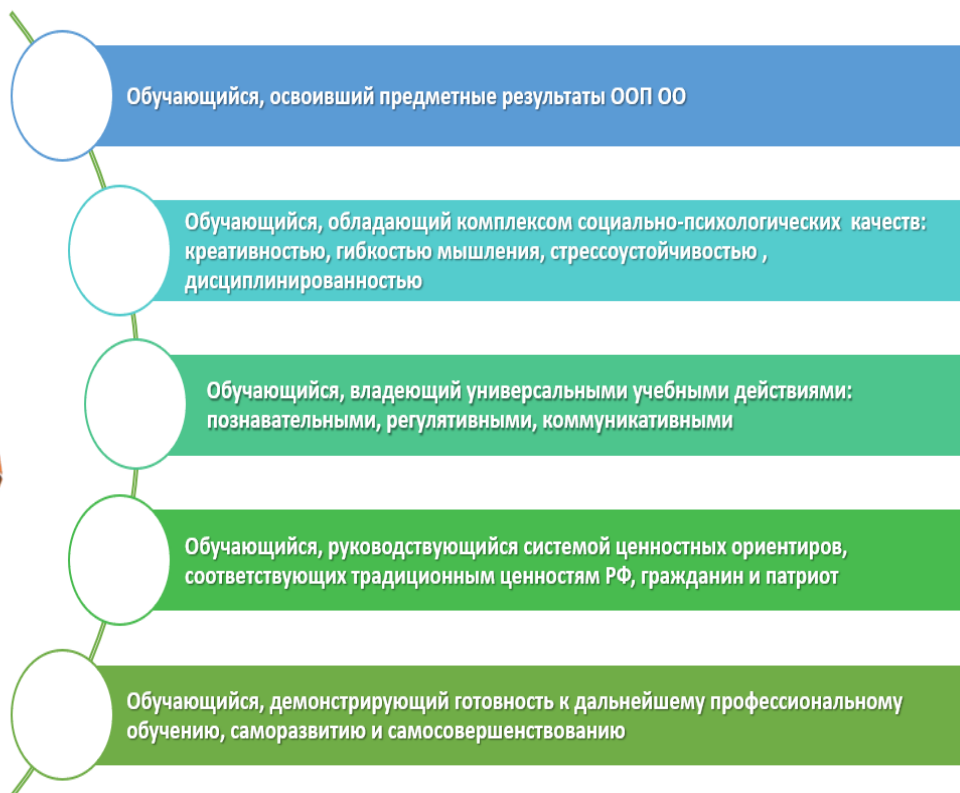 Обучающийся, освоивший предметные результаты ООП ОО
Обучающийся, обладающий комплексом социально-психологических качеств:
креативностью, гибкостью мышления, стрессоустойчивостью ,
дисциплинированностью
Обучающийся, владеющий универсальными учебными действиями:
познавательными, регулятивными, коммуникативными
Обучающийся, руководствующийся системой ценностных ориентиров,
соответствующих традиционным ценностям РФ, гражданин и патриот
Обучающийся, демонстрирующий готовность к дальнейшему профессиональному
обучению, саморазвитию и самосовершенствованию